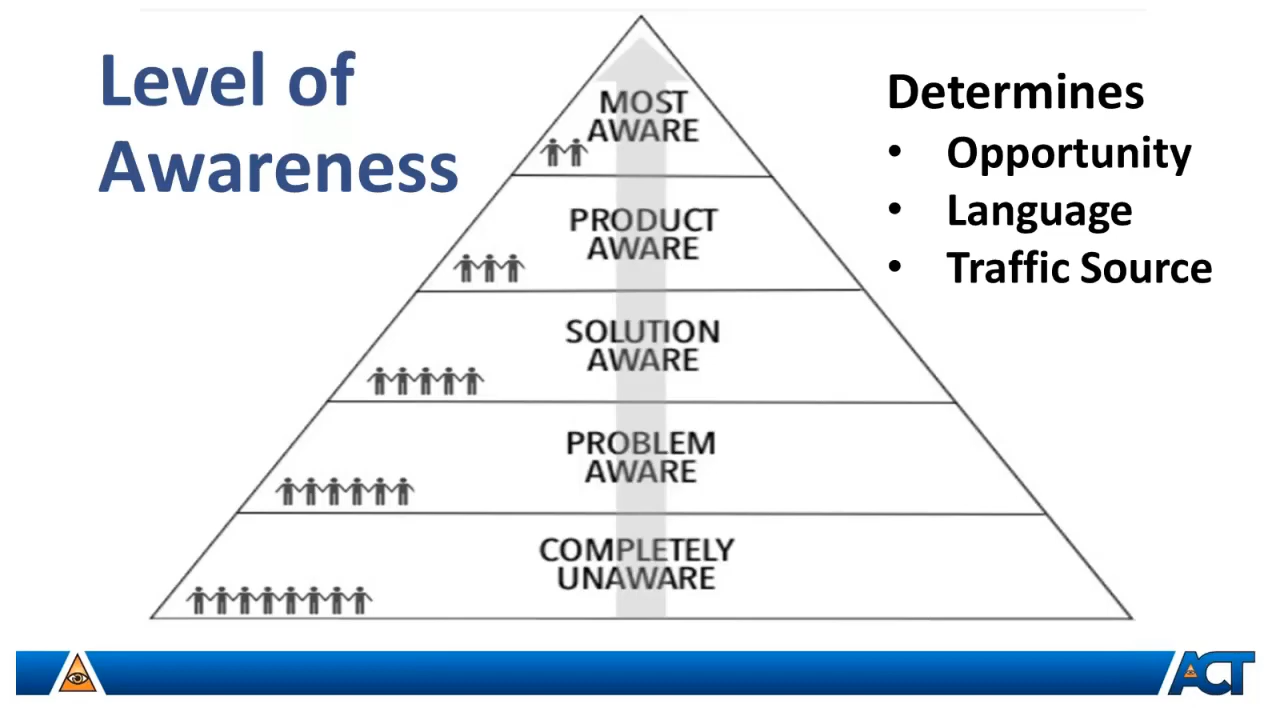 Level of
Awareness
MOST
AWARE
PRODUCT
AWARE
SOLUTION
AWARE
PROBLEM
AWARE
COMPLETELY
UNAWARE
Determines
• Opportunity
• Language
• Traffic Source
ACT